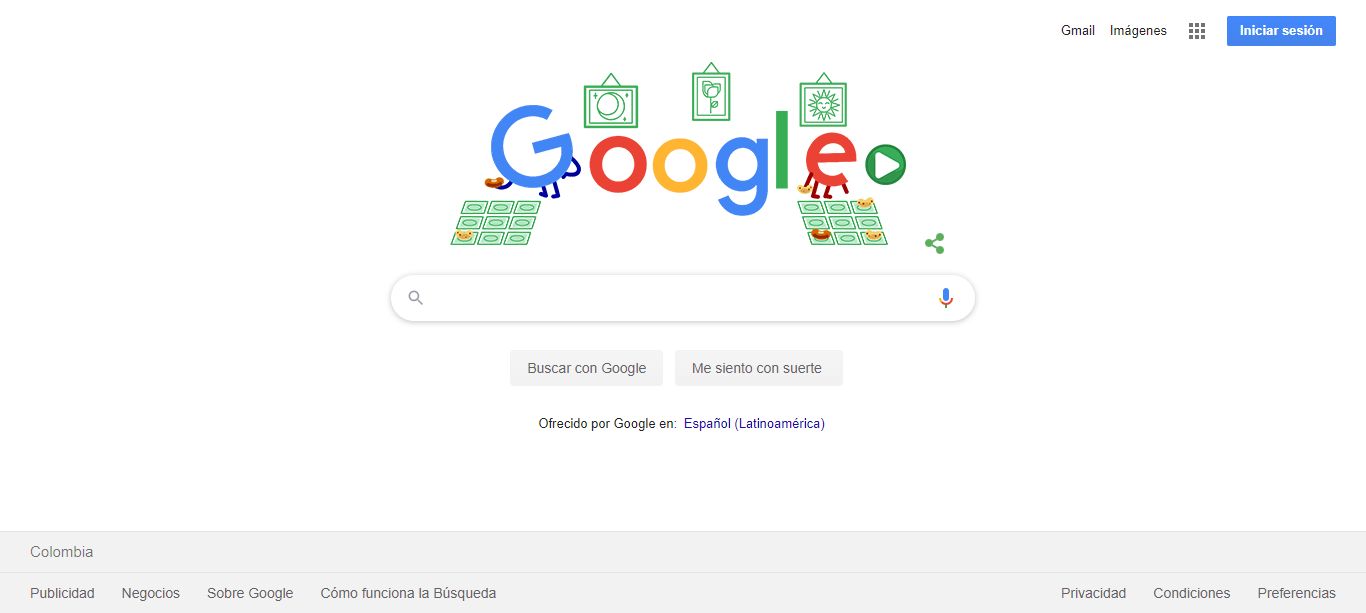 Gmail Imágenes Iniciar sesión
Google
Buscar con Google Me siento con suerte
Ofrecido por Google en: Español (Latinoamérica)
Colombia
Publicidad Negocios Sobre Google Cómo funciona la Búsqueda Privacidad Condiciones Preferencias